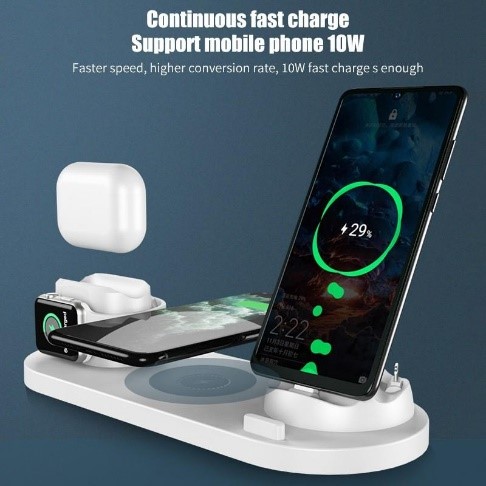 Continuous fast charge
Support mobile phone 10W
Faster speed, higher conversion rate, 10W fast charge s enough
29%
2:22